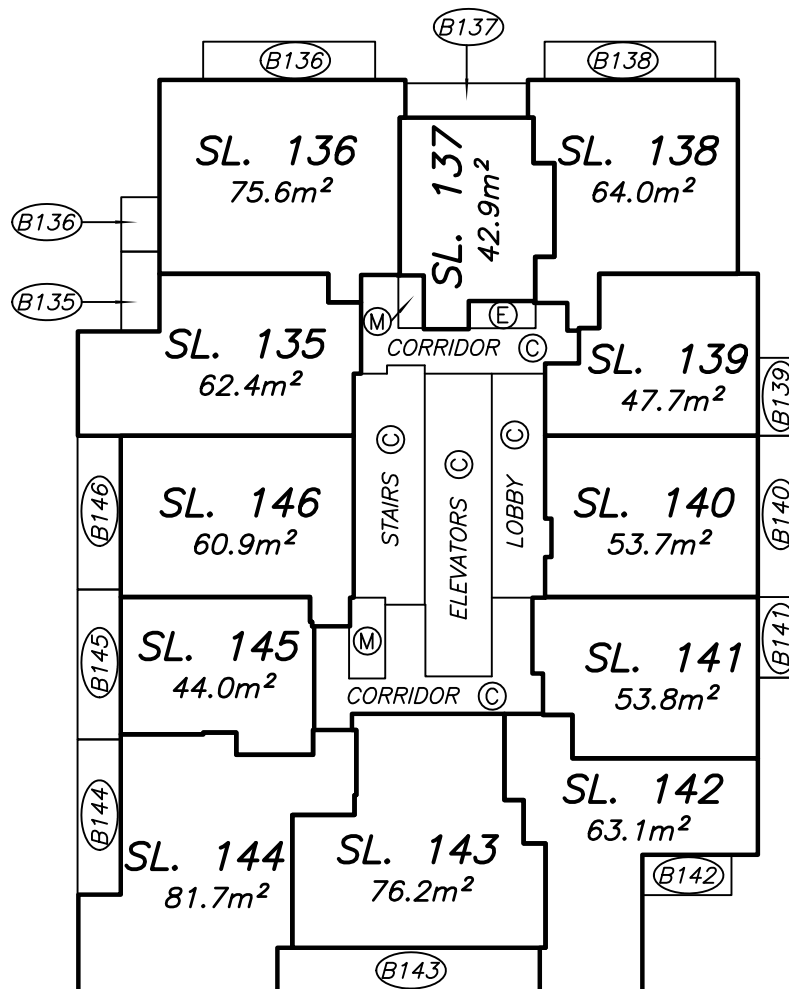 B137
B136
B138
SL. 136
75.6m²
SL. 137
42.9m²
SL. 138
64.0m²
B136
B135
M
E
CORRIDOR C
SL. 135
62.4m²
SL. 139
47.7m²
B139
STAIRS C
ELEVATORS C
LOBBY C
B146
SL. 146
60.9m²
SL. 140
53.7m²
B140
B145
SL. 145
44.0m²
M
SL. 141
53.8m²
B141
CORRIDOR C
B144
SL. 144
81.7m²
SL. 143
76.2m²
SL. 142
63.1m²
B142
B143